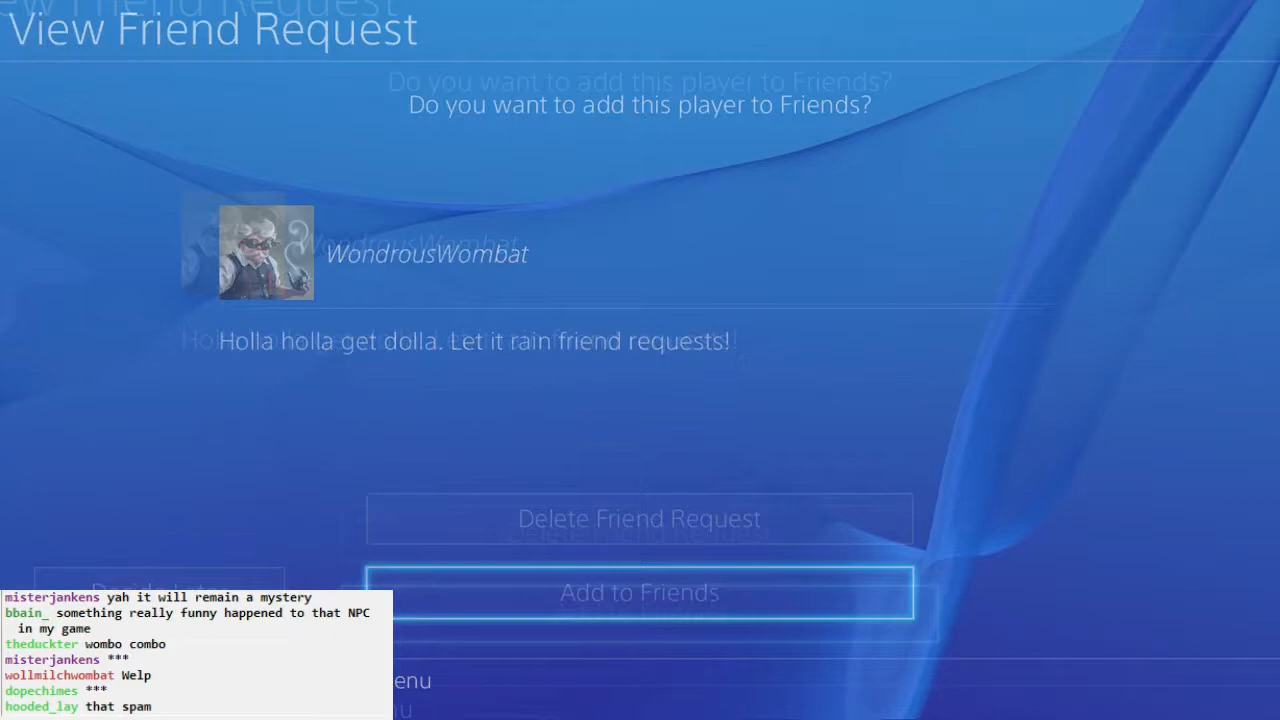 View Friend Request
Do you want to add this player to Friends?
WondrousWombat
Holla holla get dolla. Let it rain friend requests!
Delete Friend Request
Add to Friends
misterjankens yah it will remain a mystery
bbain_ something really funny happened to that NPC
in my game
theduckter wombo combo
misterjankens ***
wollmilchwombat Welp
dopechimes ***
hooded_lay that spam
enu